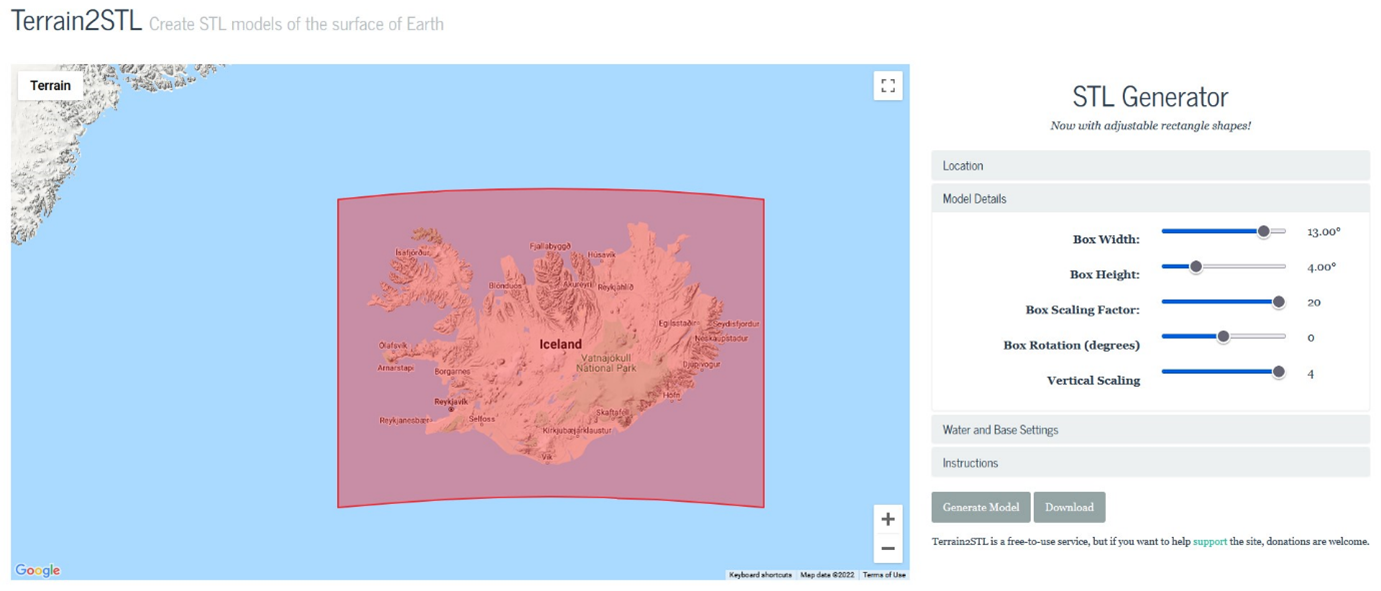 Terrain2STL Create STL models of the surface of Earth
Terrain
STL Generator
Now with adjustable rectangle shapes!
Location
Model Details
Box Width: 13.00°
Box Height: 4.00°
Box Scaling Factor: 20
Box Rotation (degrees) 0
Vertical Scaling 4
Water and Base Settings
Instructions
Generate Model Download
Terrain2STL is a free-to-use service, but if you want to help support the site, donations are welcome.
Ísafjörður
Fjallabyggð
Húsavík
Blönduós
Akureyri
Reykjahlíð
Egilsstaðir
Seydisfjordur
Neskaupstadur
Iceland
Ólafsvík
Arnarstapi
Borgarnes
Vatnajökull
National Park
Djúpivogur
Höfn
Reykjavík
Reykjanesbær
Selfoss
Skaftafell
Kirkjubæjarklaustur
Vík
+
−
Google
Keyboard shortcuts Map data ©2022 Terms of Use